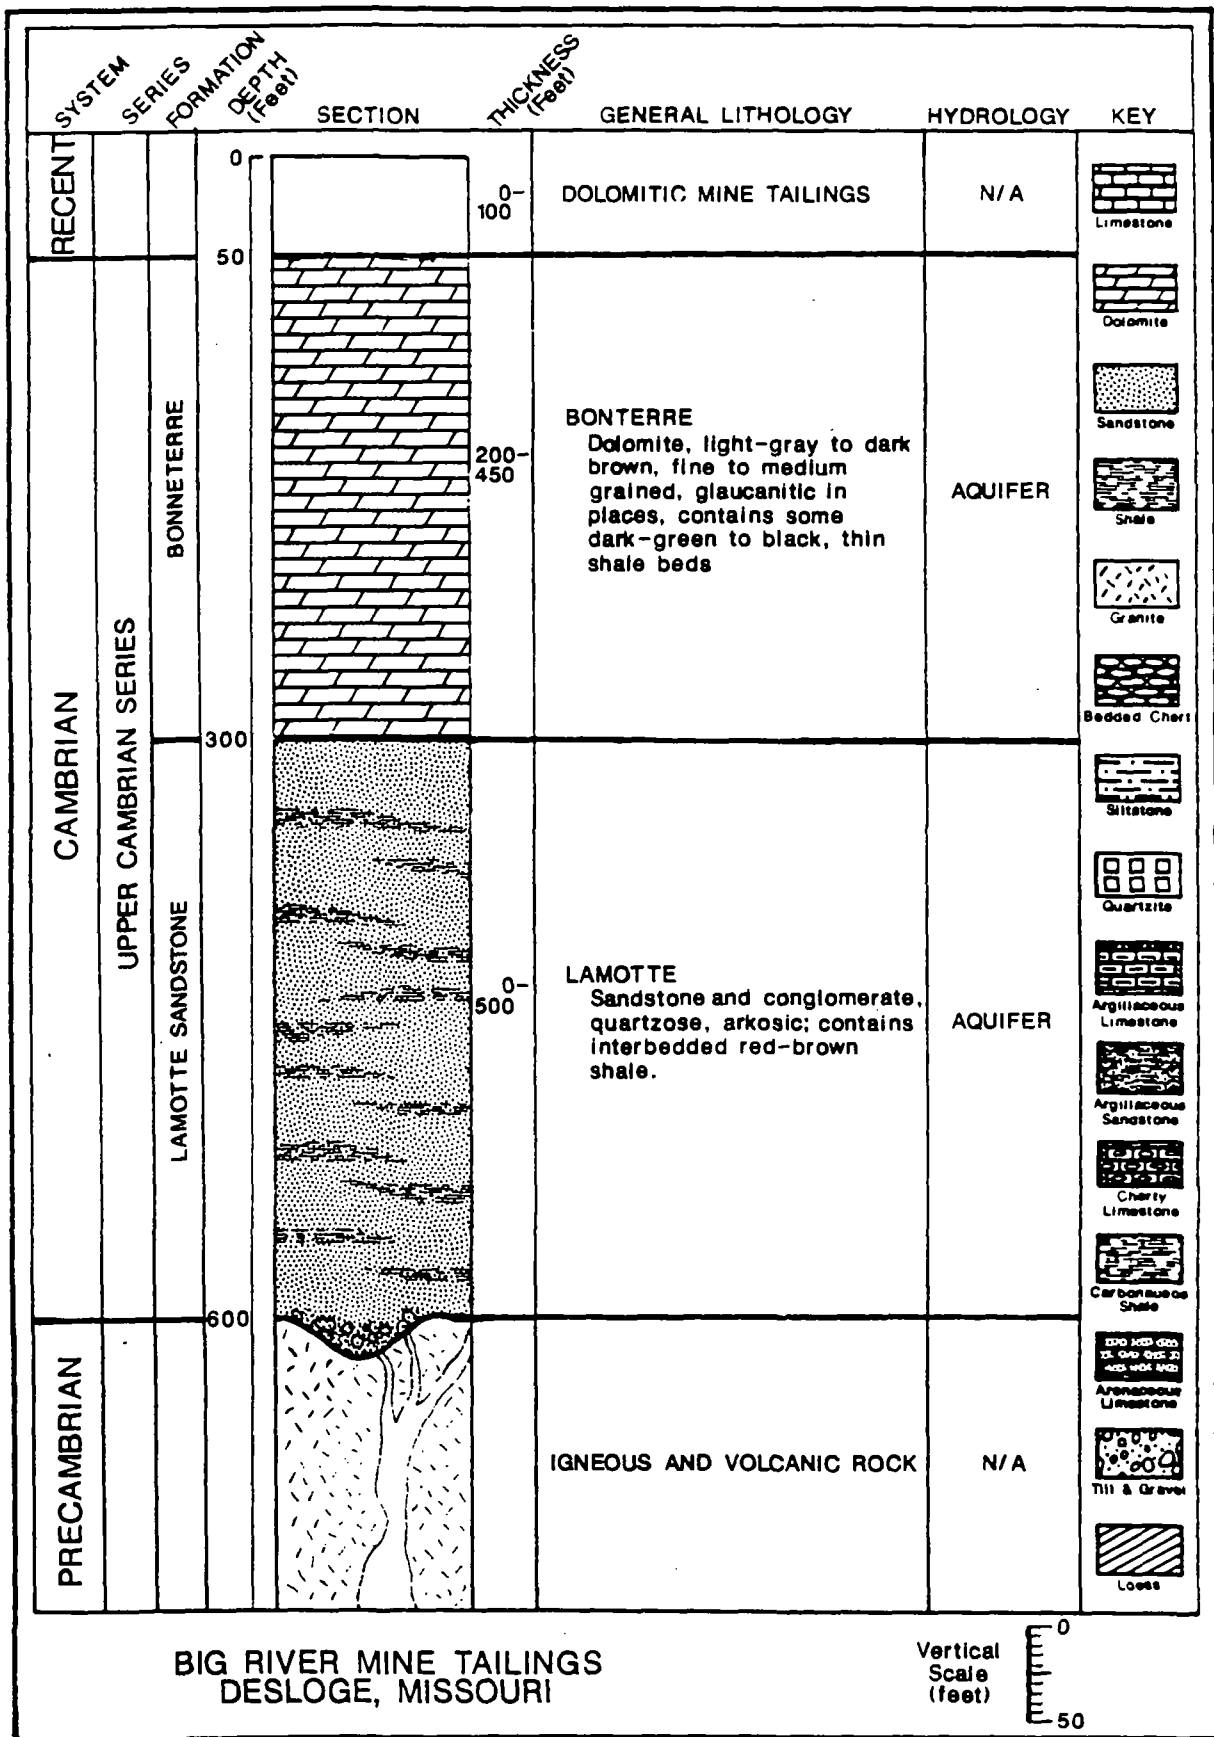 SYSTEM
SERIES
FORMATION
DEPTH
(Feet)
SECTION
THICKNESS
(Feet)
GENERAL LITHOLOGY
HYDROLOGY
KEY
RECENT
0
0-
100
DOLOMITIC MINE TAILINGS
N/A
50
CAMBRIAN
UPPER CAMBRIAN SERIES
BONNETERRE
200-
450
BONTERRE
Dolomite, light-gray to dark
brown, fine to medium
grained, glaucanitic in
places, contains some
dark-green to black, thin
shale beds
AQUIFER
300
LAMOTTE SANDSTONE
0-
500
LAMOTTE
Sandstone and conglomerate,
quartzose, arkosic; contains
interbedded red-brown
shale.
AQUIFER
600
PRECAMBRIAN
IGNEOUS AND VOLCANIC ROCK
N/A
Limestone
Dolomite
Sandstone
Shale
Granite
Bedded Chert
Siltstone
Quartzite
Argillaceous
Limestone
Argillaceous
Sandstone
Cherty
Limestone
Carbonaueos
Shale
Arenaceous
Limestone
Till & Gravel
Loess
BIG RIVER MINE TAILINGS
DESLOGE, MISSOURI
Vertical
Scale
(feet)
0
50